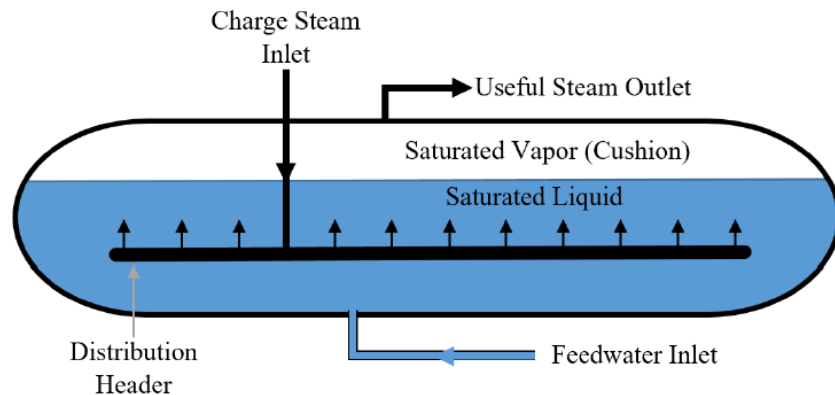 Charge Steam
Inlet
Useful Steam Outlet
Saturated Vapor (Cushion)
Saturated Liquid
Distribution
Header
Feedwater Inlet